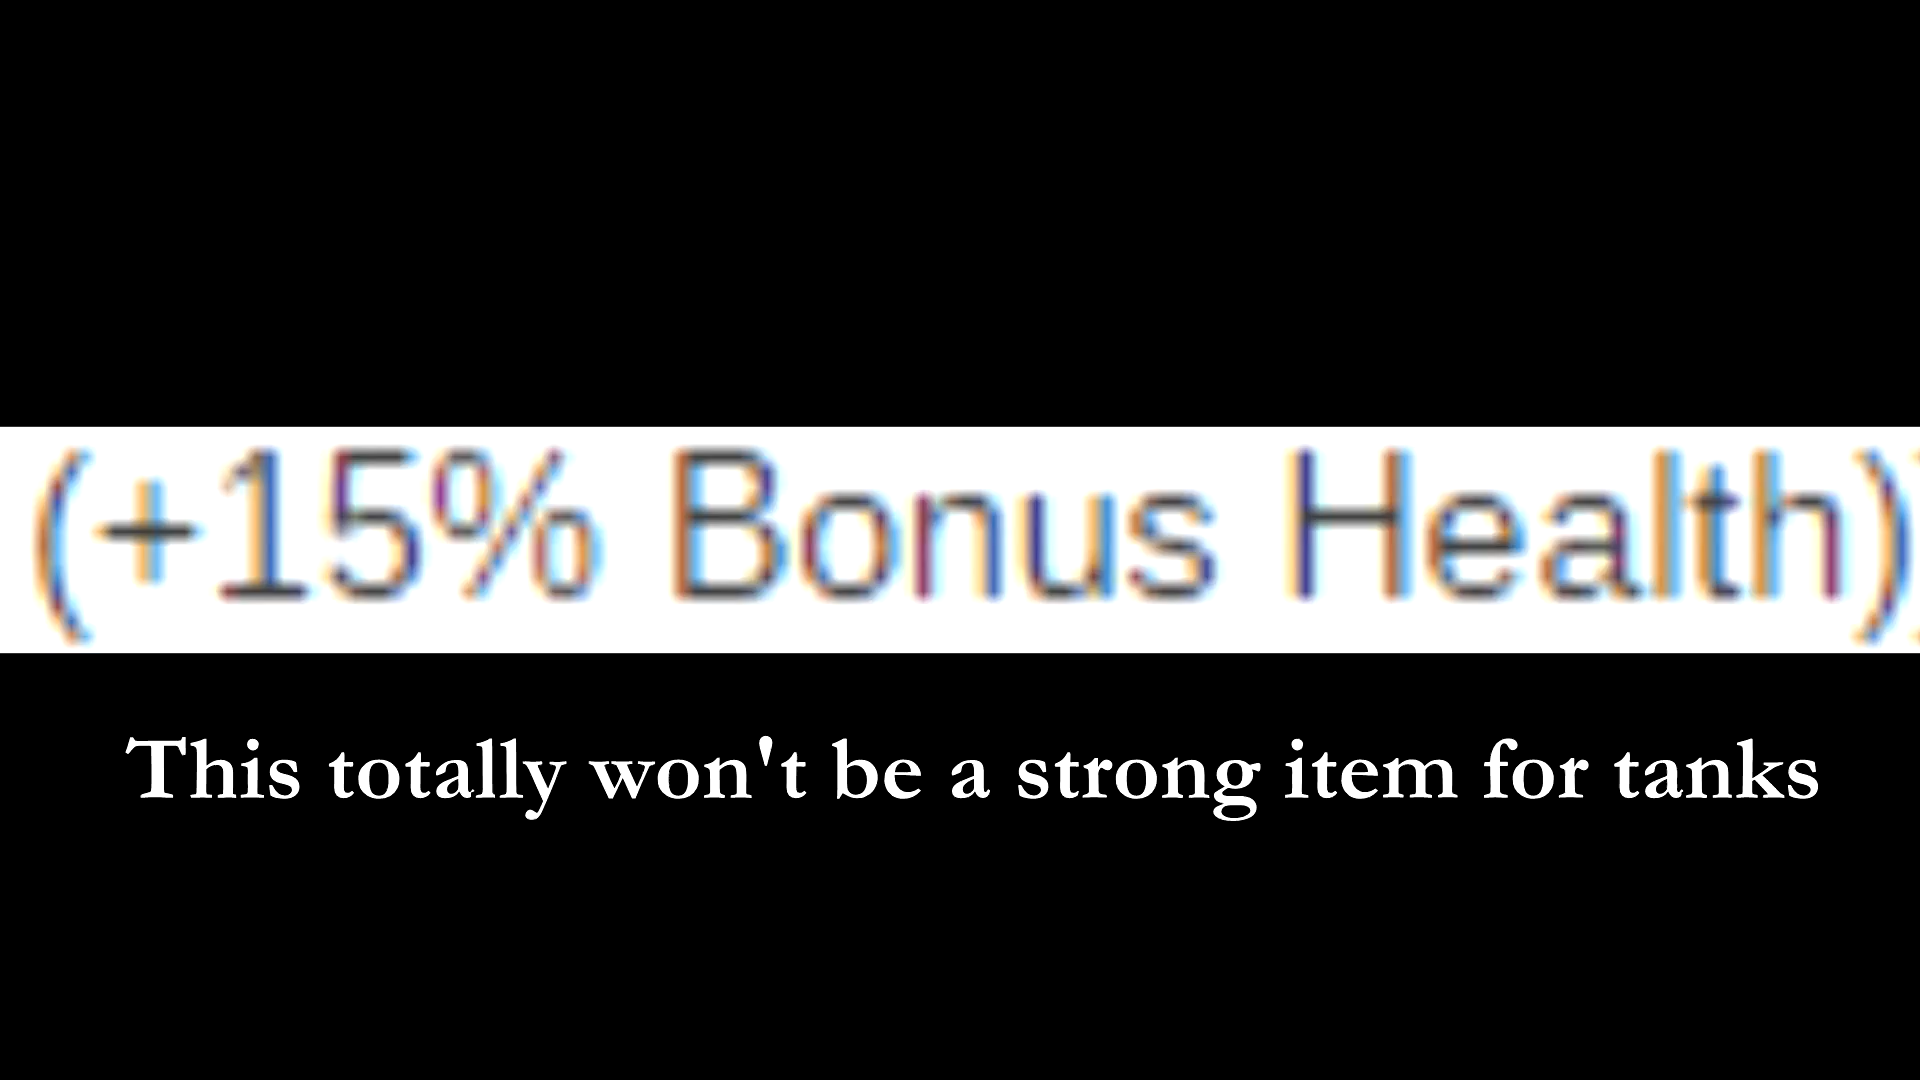 (+15% Bonus Health)
This totally won't be a strong item for tanks